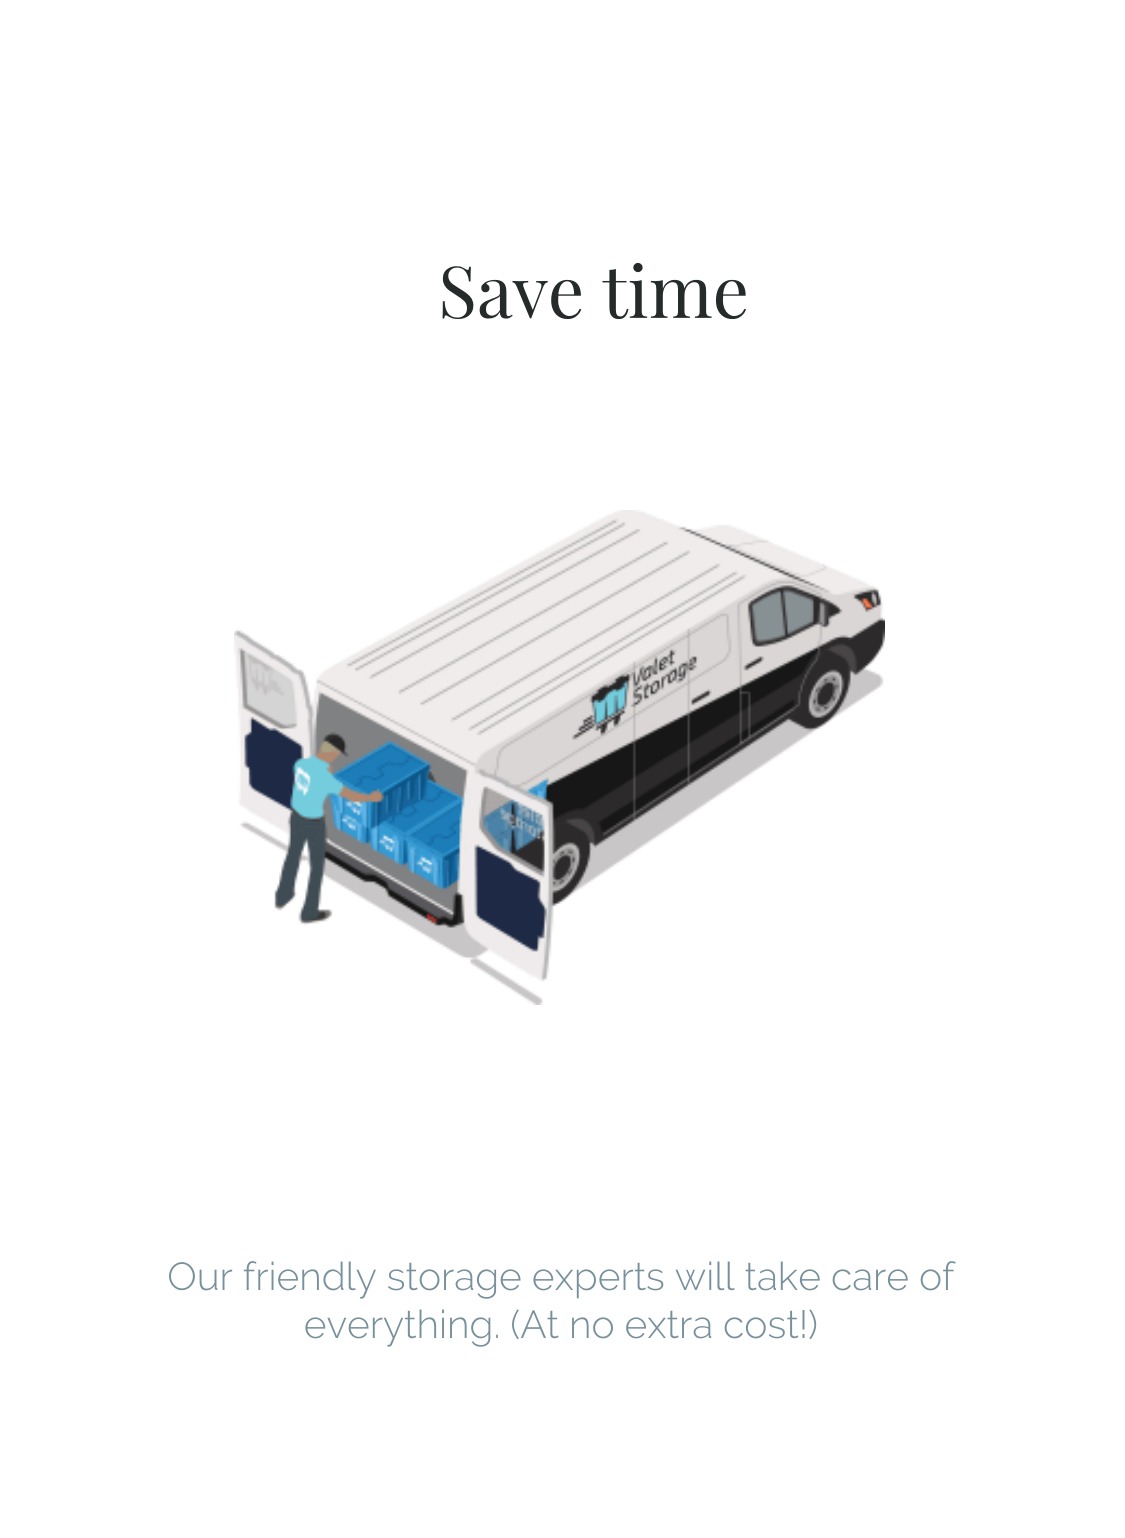 Save time
Valet
Storage
Our friendly storage experts will take care of
everything. (At no extra cost!)